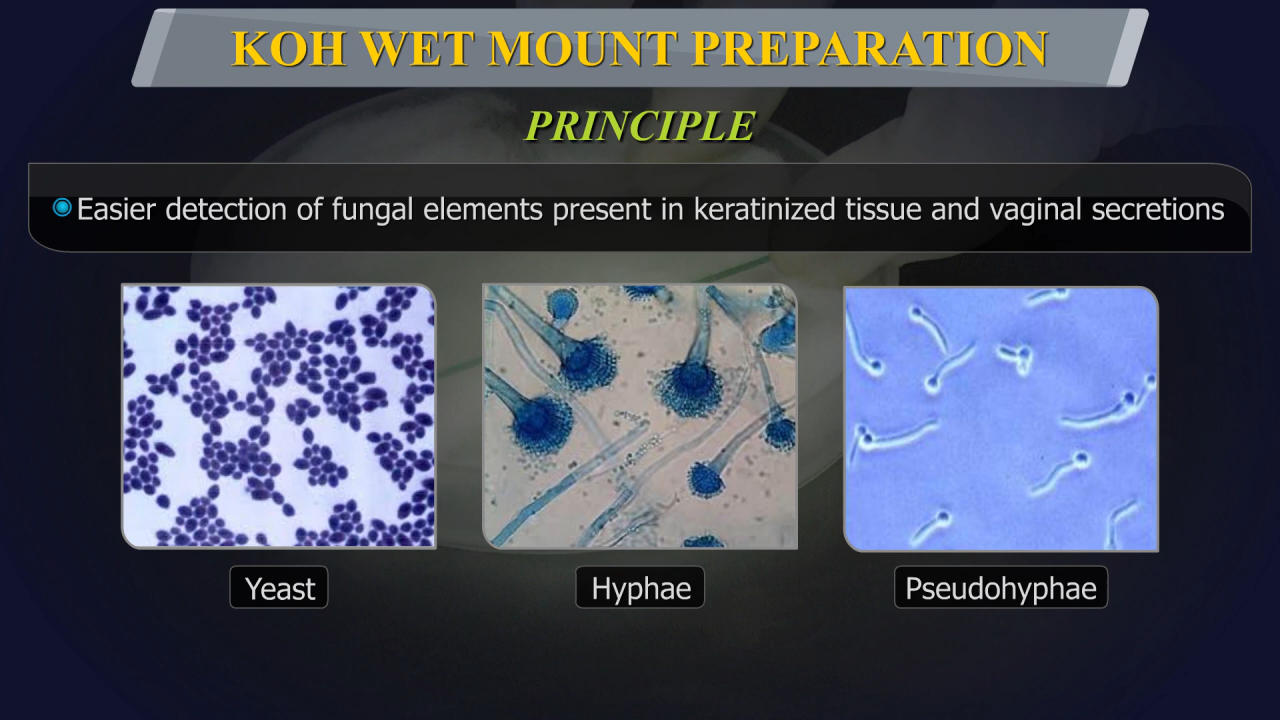 KOH WET MOUNT PREPARATION
PRINCIPLE
Easier detection of fungal elements present in keratinized tissue and vaginal secretions
Yeast
Hyphae
Pseudohyphae